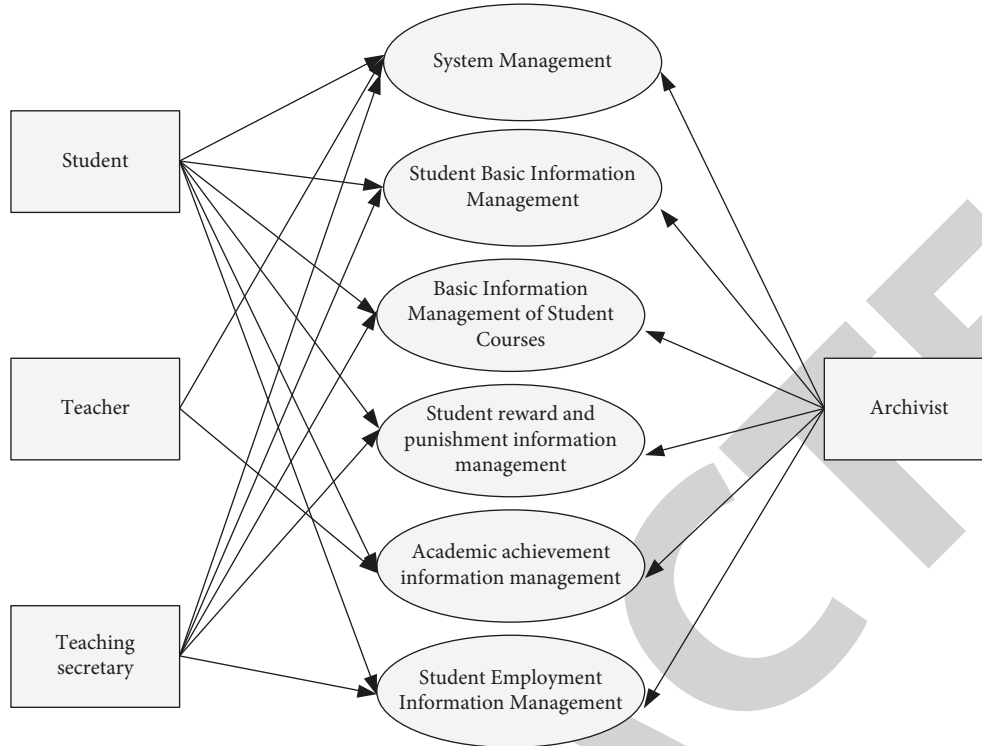 System Management
Student
Student Basic Information
Management
Basic Information
Management of Student
Courses
Teacher
Archivist
Student reward and
punishment information
management
Academic achievement
information management
Teaching
secretary
Student Employment
Information Management